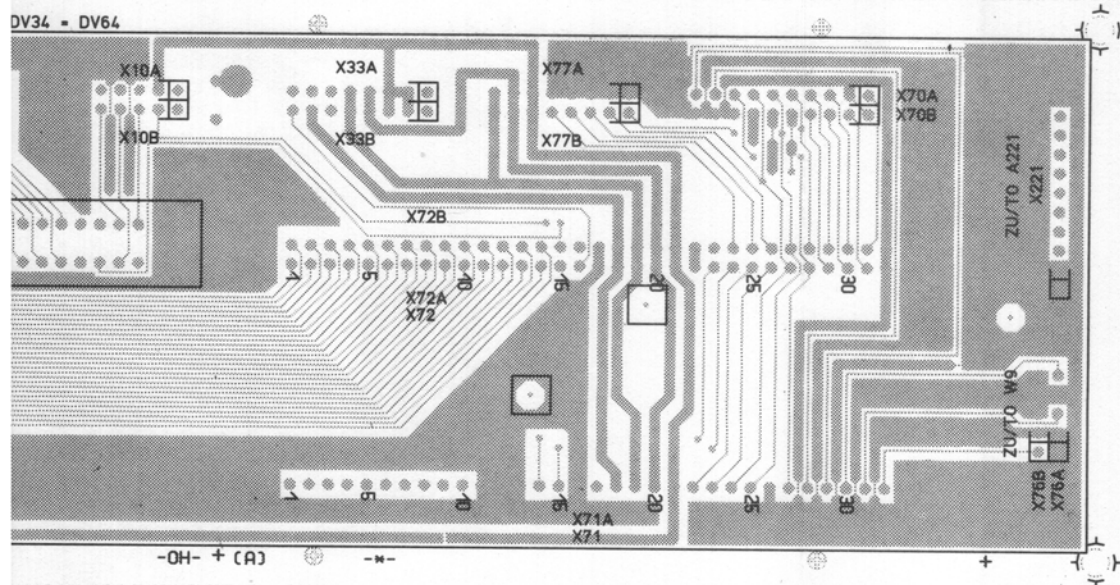 DV34 - DV64
X10A
X33A
X77A
X70A
X70B
X10B
X33B
X77B
ZU/TO A221
X221
X72B
1 5 10 15 20 25 30
X72A
X72
ZU/TO W9
1 5 10 15 20 25 30
X76B
X76A
X71A
X71
-OH- + (A) -*- +